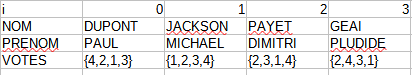 i 0 1 2 3
NOM DUPONT JACKSON PAYET GEAI
PRENOM PAUL MICHAEL DIMITRI PLUDIDE
VOTES {4,2,1,3} {1,2,3,4} {2,3,1,4} {2,4,3,1}